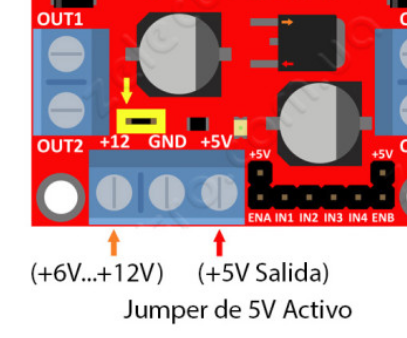 OUT1
OUT2
+12 GND +5V
+5V
+5V
ENA IN1 IN2 IN3 IN4 ENB
(+6V...+12V) (+5V Salida)
Jumper de 5V Activo